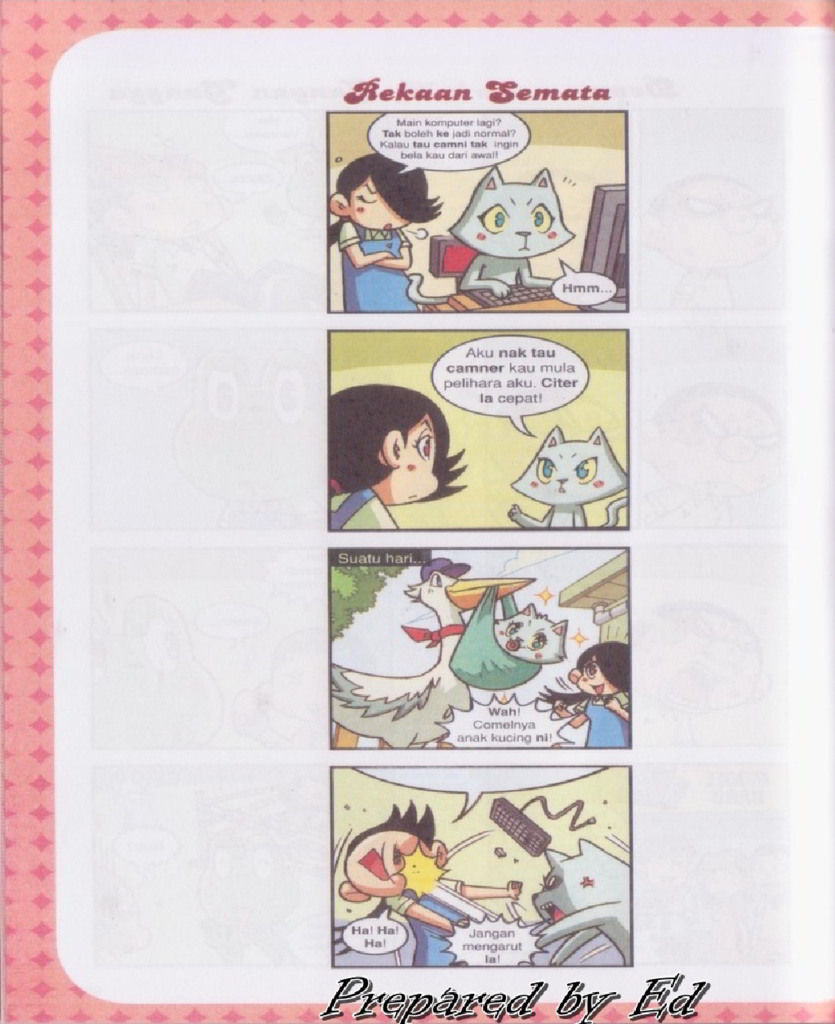 Rekaan Semata
Main komputer lagi?
Tak boleh ke jadi normal?
Kalau tau camni tak ingin
bela kau dari awal!
Hmm...
Aku nak tau
camner kau mula
pelihara aku. Citer
la cepat!
Suatu hari...
Wah!
Comelnya
anak kucing ni!
Ha! Ha!
Ha!
Jangan
mengarut
la!
Prepared by Ed